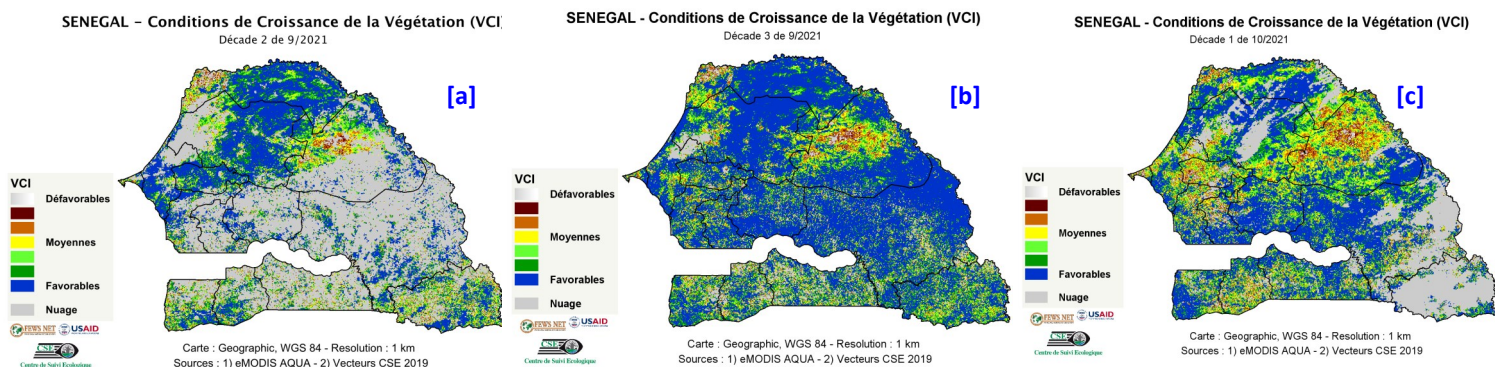 SENEGAL - Conditions de Croissance de la Végétation (VCI)
Décade 2 de 9/2021
[a]
VCI
Défavorables
Moyennes
Favorables
Nuage
FEWS NET
USAID
CSE
Centre de Suivi Ecologique
Carte : Geographic, WGS 84 - Resolution : 1 km
Sources : 1) eMODIS AQUA - 2) Vecteurs CSE 2019
SENEGAL - Conditions de Croissance de la Végétation (VCI)
Décade 3 de 9/2021
[b]
VCI
Défavorables
Moyennes
Favorables
Nuage
FEWS NET
USAID
CSE
Centre de Suivi Ecologique
Carte : Geographic, WGS 84 - Resolution : 1 km
Sources : 1) eMODIS AQUA - 2) Vecteurs CSE 2019
SENEGAL - Conditions de Croissance de la Végétation (VCI)
Décade 1 de 10/2021
[c]
VCI
Défavorables
Moyennes
Favorables
Nuage
FEWS NET
USAID
CSE
Centre de Suivi Ecologique
Carte : Geographic, WGS 84 - Resolution : 1 km
Sources : 1) eMODIS AQUA - 2) Vecteurs CSE 2019